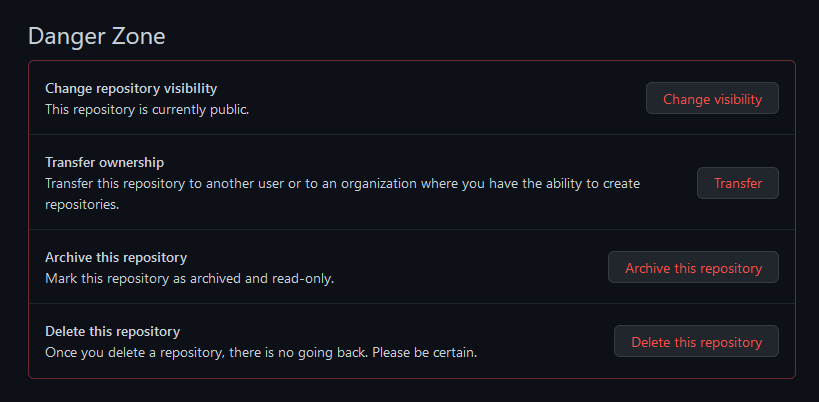 Danger Zone
Change repository visibility
This repository is currently public.
Change visibility
Transfer ownership
Transfer this repository to another user or to an organization where you have the ability to create
repositories.
Transfer
Archive this repository
Mark this repository as archived and read-only.
Archive this repository
Delete this repository
Once you delete a repository, there is no going back. Please be certain.
Delete this repository